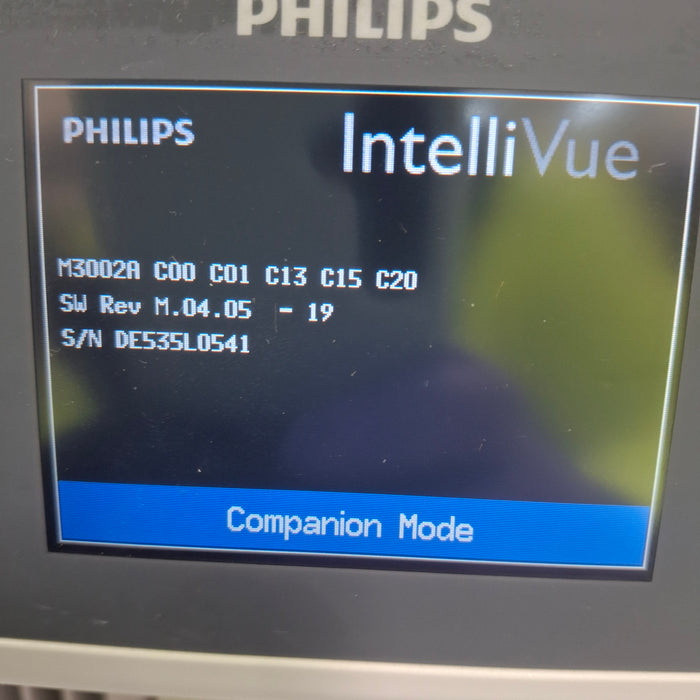 PHILIPS
PHILIPS
IntelliVue
M3002A C00 C01 C13 C15 C20
SW Rev M.04.05 - 19
S/N DE535L0541
Companion Mode